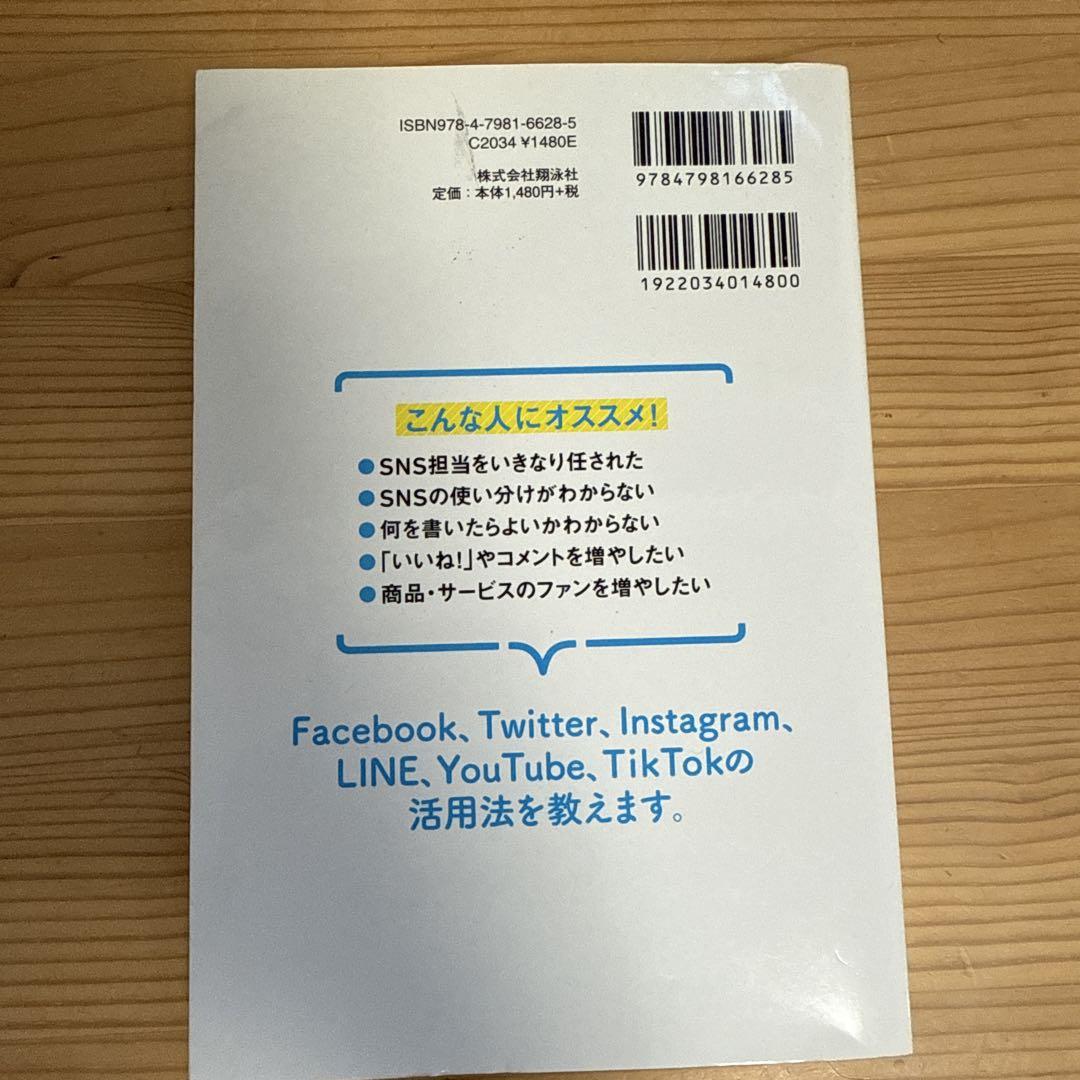 ISBN978-4-7981-6628-5
C2034 ¥1480E
株式会社翔泳社
定価：本体1,480円+税
9784798166285
1922034014800
こんな人にオススメ!
●SNS担当をいきなり任された
●SNSの使い分けがわからない
●何を書いたらよいかわからない
●「いいね!」やコメントを増やしたい
●商品・サービスのファンを増やしたい
Facebook、Twitter、Instagram、
LINE、YouTube、TikTokの
活用法を教えます。